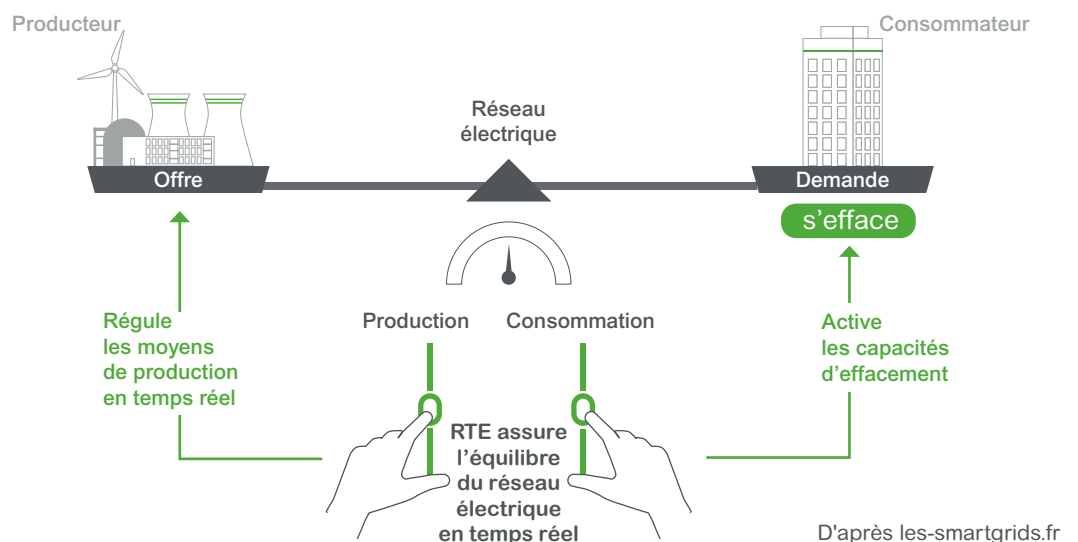 Producteur
Consommateur
Réseau
électrique
Offre
Demande
s'efface
Production
Consommation
Régule
les moyens
de production
en temps réel
Active
les capacités
d'effacement
RTE assure
l'équilibre
du réseau
électrique
en temps réel
D'après les-smartgrids.fr